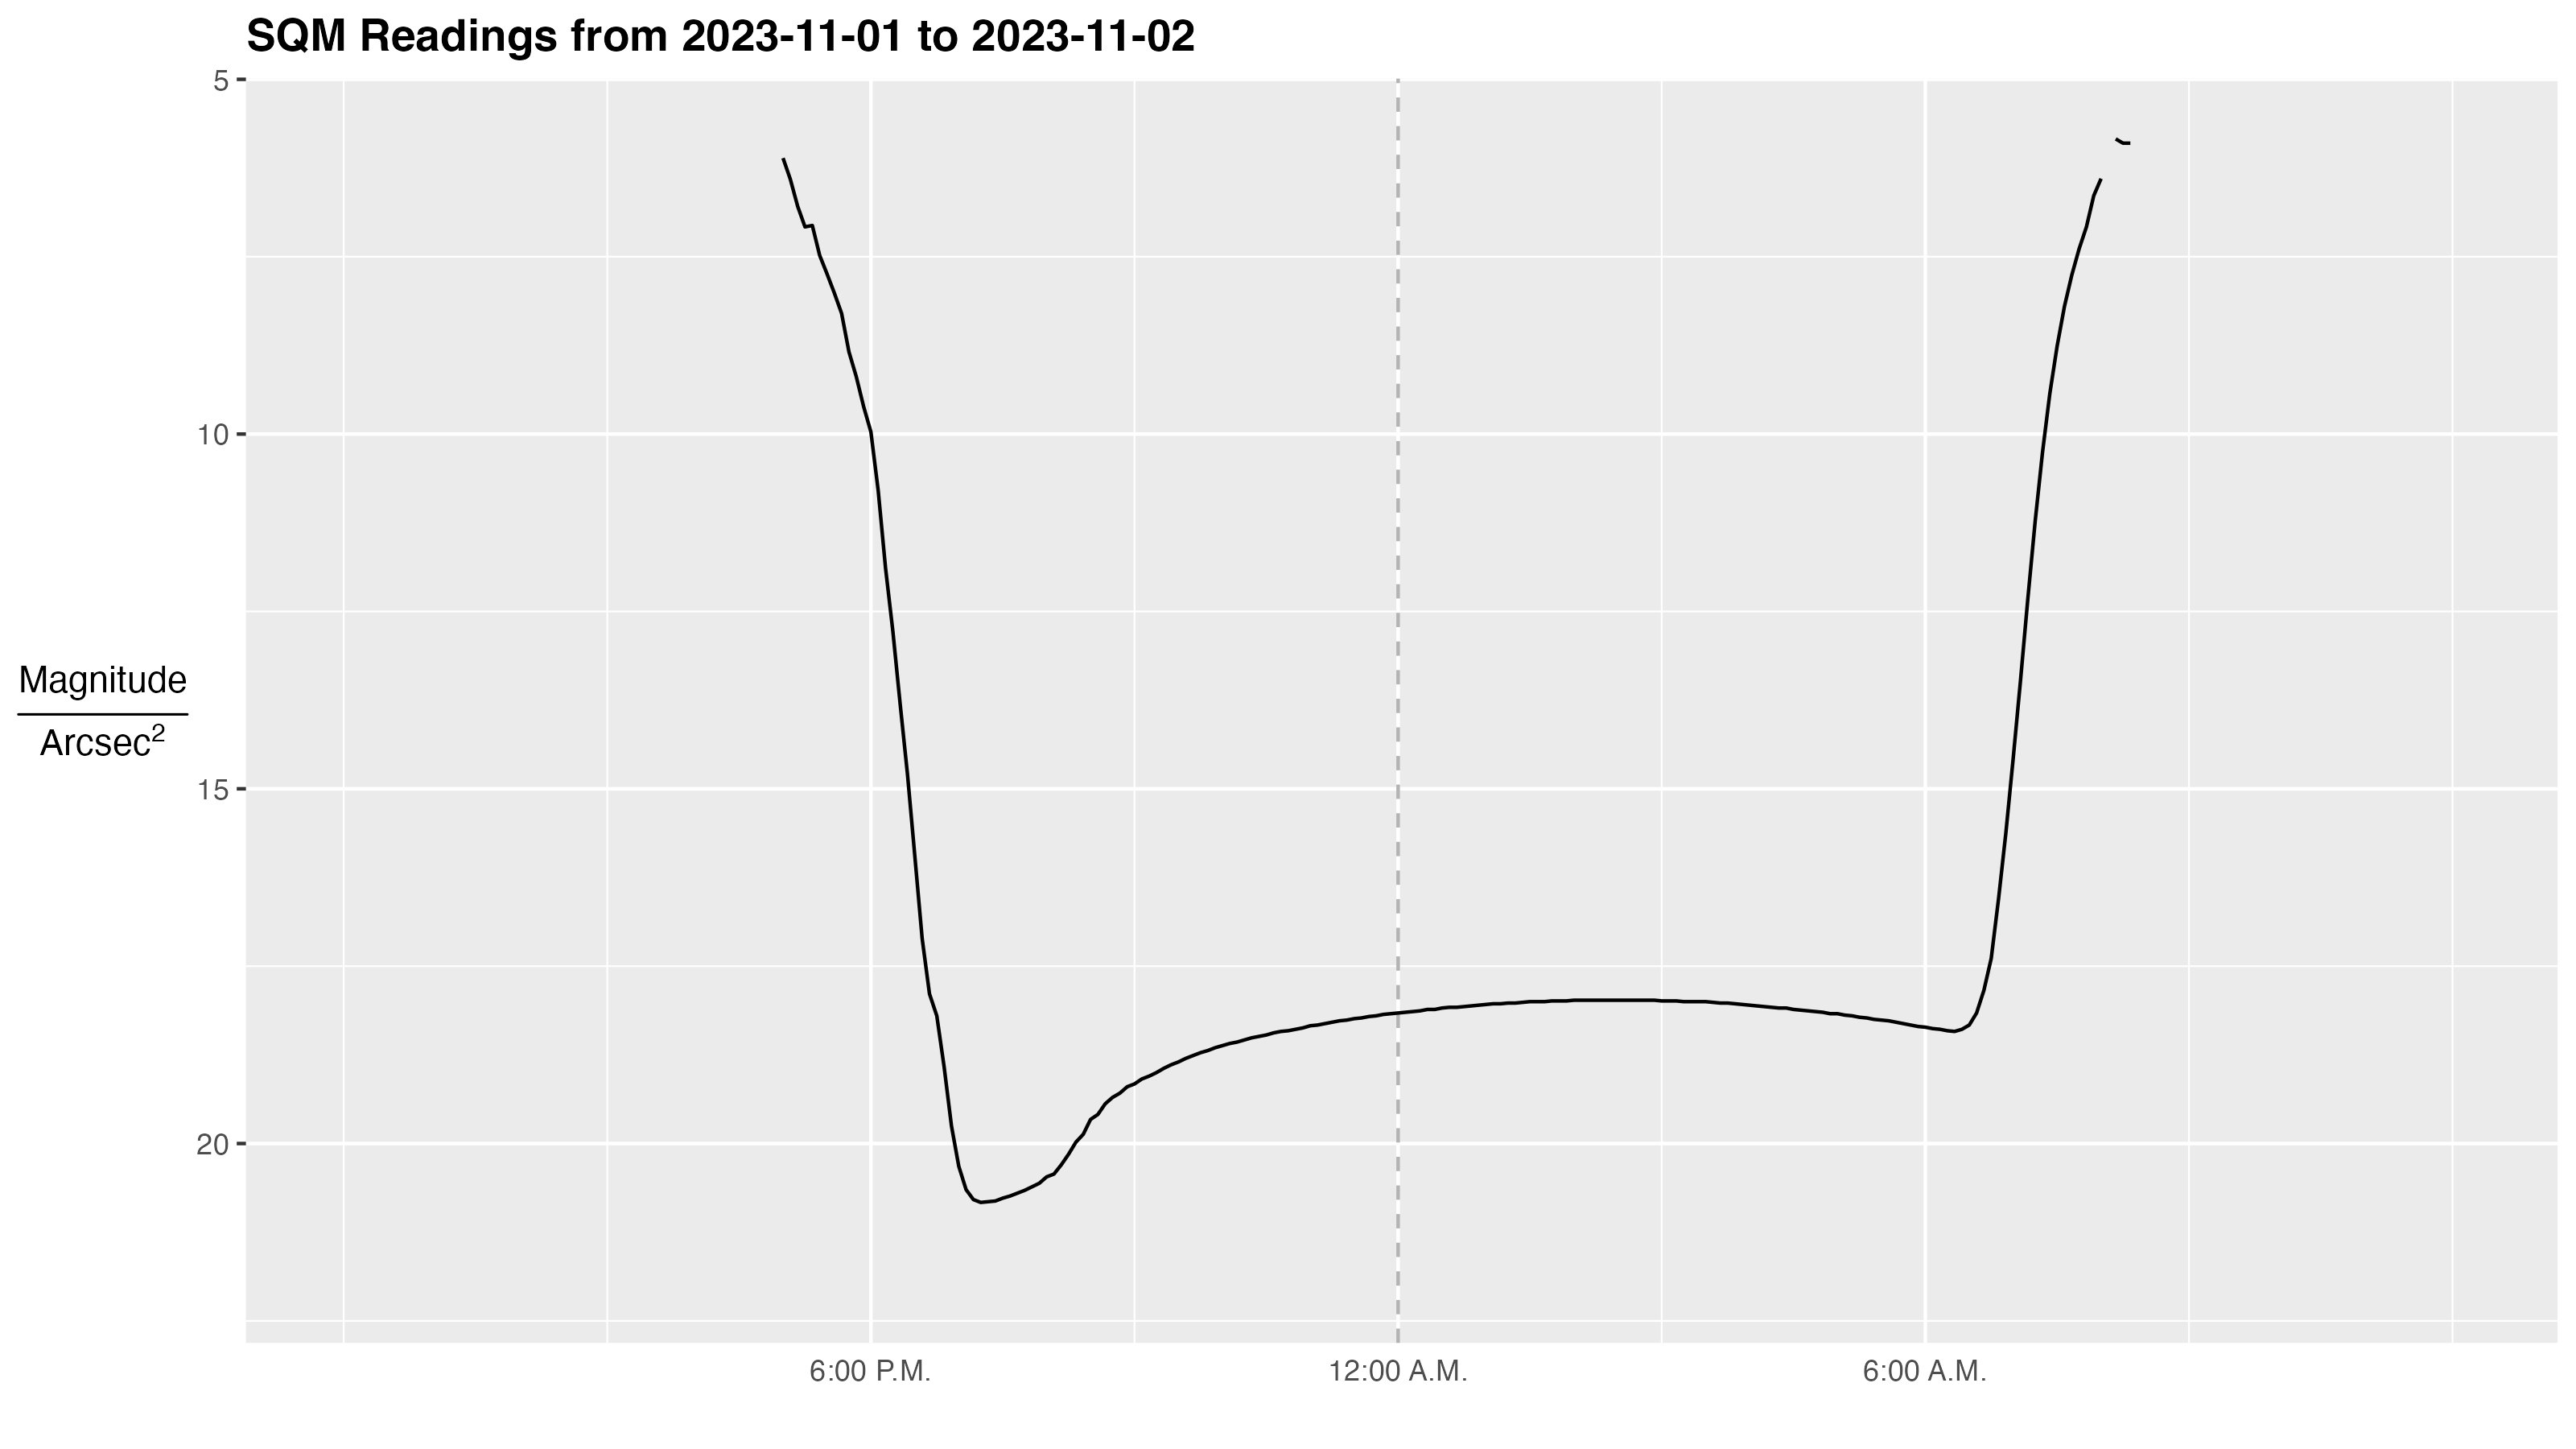 SQM Readings from 2023-11-01 to 2023-11-02
5
10
15
20
Magnitude
Arcsec²
6:00 P.M.
12:00 A.M.
6:00 A.M.